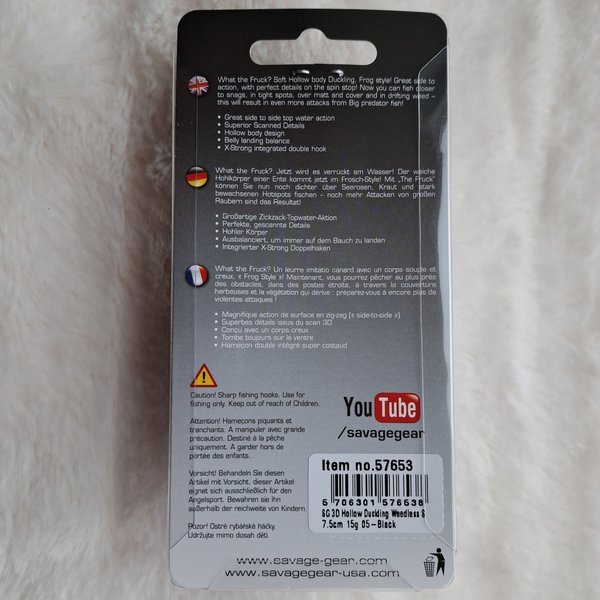 What the Fruck? Soft Hollow body Duckling, Frog style! Great side to
action, with perfect details on the spin stop! Now you can fish closer
to snags, in tight spots, over matt and cover and in drifting weed –
this will result in even more attacks from Big predator fish!
• Great side to side top water action
• Superior Scanned Details
• Hollow body design
• Belly landing balance
• X-Strong integrated double hook
What the Fruck? Jetzt wird es verrückt am Wasser! Der weiche
Hohlkörper einer Ente kommt jetzt im Frosch-Style! Mit „The Fruck"
können Sie nun noch dichter über Seerosen, Kraut und stark
bewachsenen Hotspots fischen – noch mehr Attacken von großen
Räubern sind das Resultat!
• Großartige Zickzack-Topwater-Aktion
• Perfekte, gescannte Details
• Hohler Körper
• Ausbalanciert, um immer auf dem Bauch zu landen
• Integrierter X-Strong Doppelhaken
What the Fruck? Un leurre imitatic canard avec un corps souple et
creux, « Frog Style »! Maintenant, vous pourrez pêcher au plus près
des obstacles, dans des postes étroits, à travers la couverture
herbeuses et la végétation qui dérive : préparez-vous à encore plus de
violentes attaques !
• Magnifique action de surface en zig-zag (« side-to-side »)
• Superbes détails issus du scan 3D
• Conçu avec un corps creux
• Tombe toujours sur le ventre
• Hameçon double intégré super costaud
Caution! Sharp fishing hooks. Use for
fishing only. Keep out of reach of Children.
Attention! Hameçons piquants et
tranchants. A manipuler avec grande
précaution. Destiné à la pêche
uniquement. A garder hors de
portée des enfants.
Vorsicht! Behandeln Sie diesen
Artikel mit Vorsicht, dieser Artikel
eignet sich ausschließlich für den
Angelsport. Bewahren sie ihn
außerhalb der reichweite von Kindern.
Pozor! Ostré rybářské háčky.
Udržujte mimo dosah dětí.
YouTube
/savagegear
Item no.57653
5 706301 576538
SG 3D Hollow Duckling Weedless S
7.5cm 15g 05-Black
www.savage-gear.com
www.savagegear-usa.com